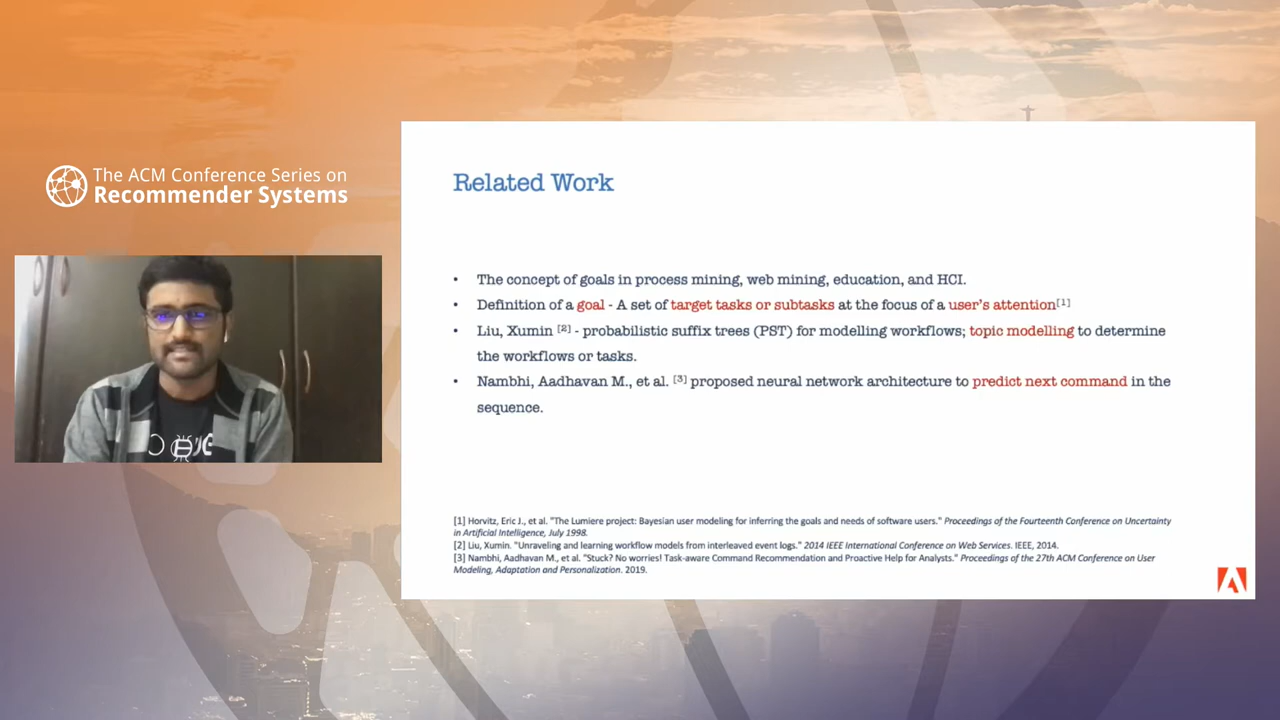 The ACM Conference Series on
Recommender Systems
Related Work
• The concept of goals in process mining, web mining, education, and HCI.
• Definition of a goal - A set of target tasks or subtasks at the focus of a user's attention[1]
• Liu, Xumin [2] - probabilistic suffix trees (PST) for modelling workflows; topic modelling to determine
the workflows or tasks.
• Nambhi, Aadhavan M., et al. [3] proposed neural network architecture to predict next command in the
sequence.
[1] Horvitz, Eric J., et al. "The Lumiere project: Bayesian user modeling for inferring the goals and needs of software users." Proceedings of the Fourteenth Conference on Uncertainty
in Artificial Intelligence, July 1998.
[2] Liu, Xumin. "Unraveling and learning workflow models from interleaved event logs." 2014 IEEE International Conference on Web Services. IEEE, 2014.
[3] Nambhi, Aadhavan M., et al. "Stuck? No worries! Task-aware Command Recommendation and Proactive Help for Analysts." Proceedings of the 27th ACM Conference on User
Modeling, Adaptation and Personalization. 2019.